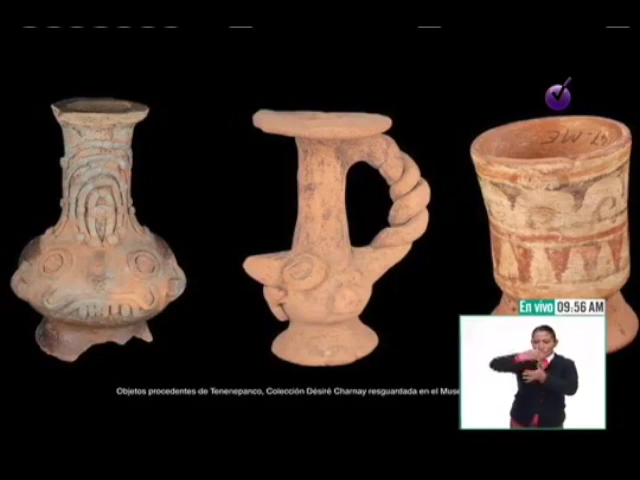 En vivo 09:56 AM
Objetos procedentes de Tenenepanco, Colección Désiré Charnay resguardada en el Muse